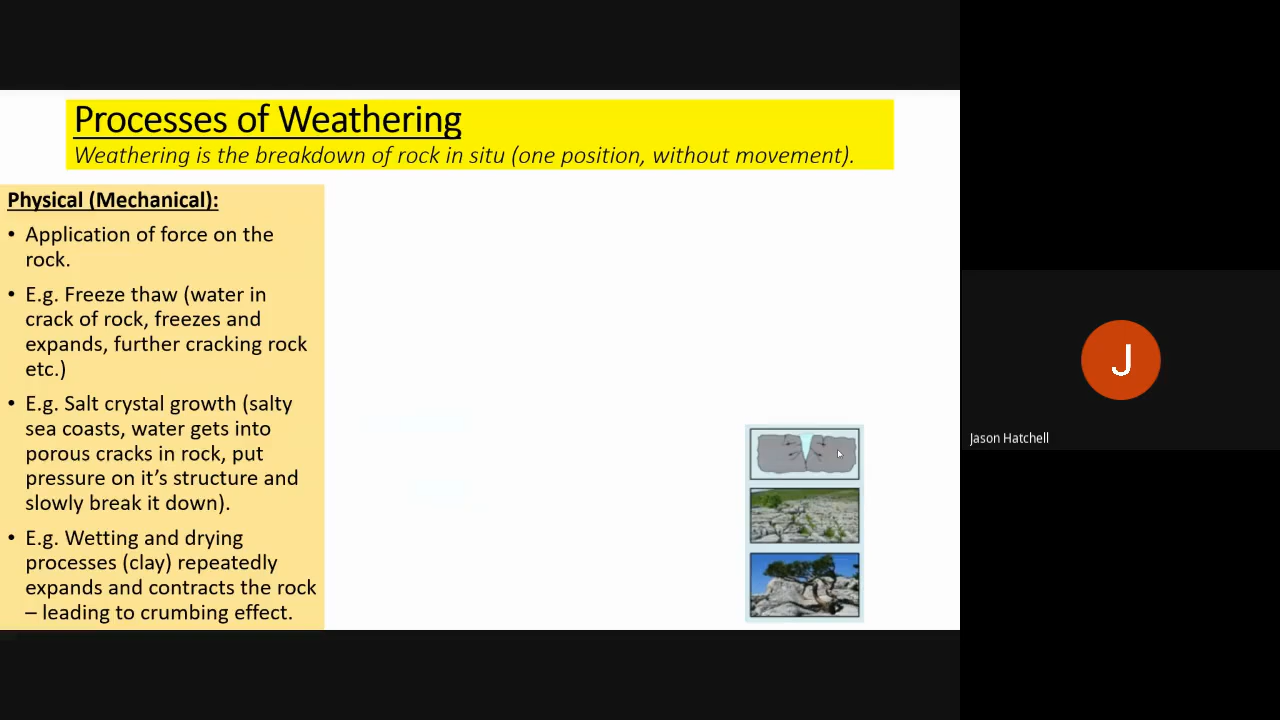 Processes of Weathering
Weathering is the breakdown of rock in situ (one position, without movement).
Physical (Mechanical):
• Application of force on the
rock.
• E.g. Freeze thaw (water in
crack of rock, freezes and
expands, further cracking rock
etc.)
• E.g. Salt crystal growth (salty
sea coasts, water gets into
porous cracks in rock, put
pressure on it’s structure and
slowly break it down).
• E.g. Wetting and drying
processes (clay) repeatedly
expands and contracts the rock
– leading to crumbing effect.
J
Jason Hatchell